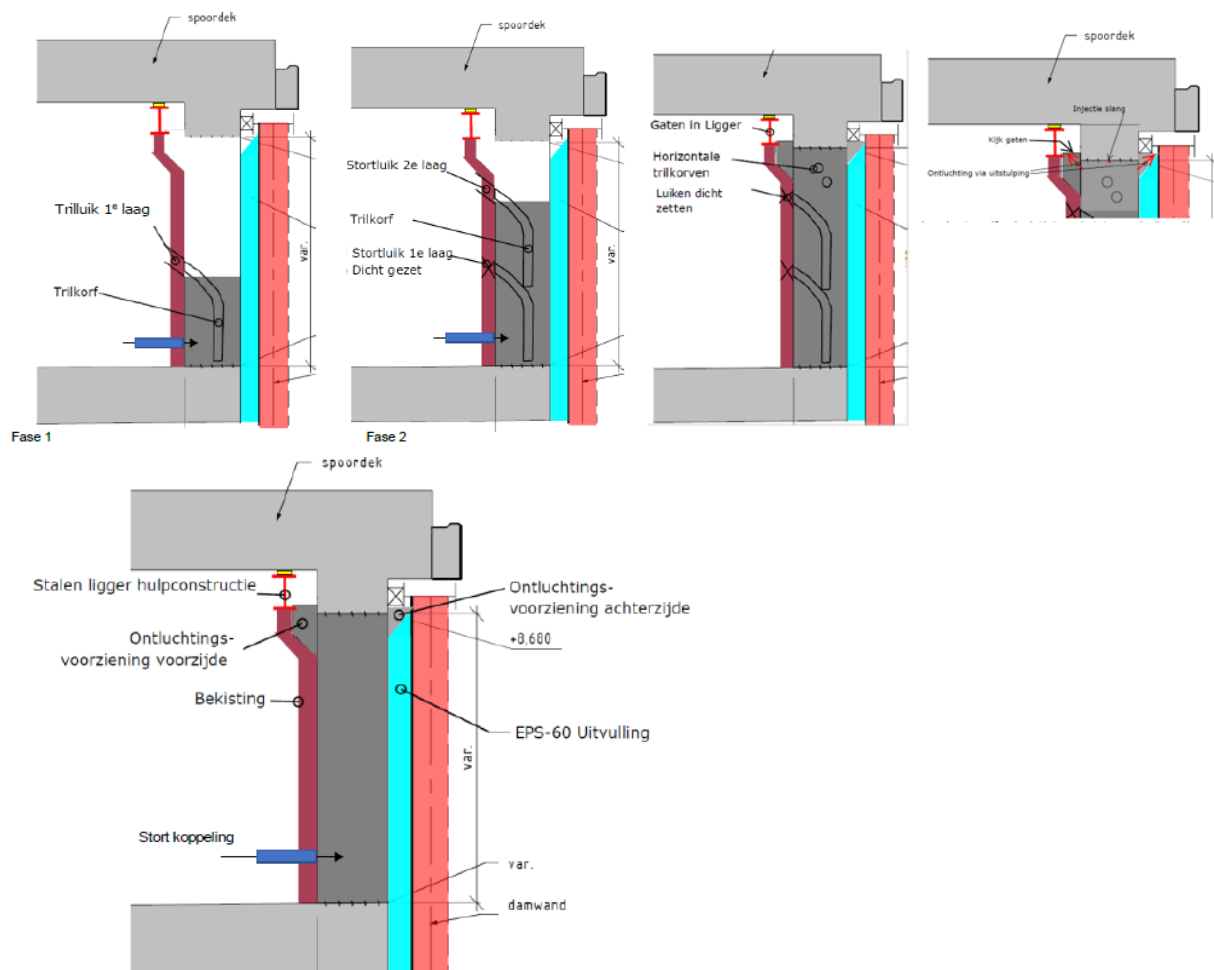 spoordek
Trilluik 1e laag
Trilkorf
var.
Fase 1
spoordek
Stortluik 2e laag
Trilkorf
Stortluik 1e laag
Dicht gezet
var.
Fase 2
Gaten in Ligger
Horizontale
trilkorven
Luiken dicht
zetten
spoordek
Injectie slang
Kijk gaten
Ontluchting via uitstulping
spoordek
Stalen ligger hulpconstructie
Ontluchtings-
voorziening voorzijde
Bekisting
Stort koppeling
Ontluchtings-
voorziening achterzijde
+8,680
EPS-60 Uitvulling
var.
var.
damwand